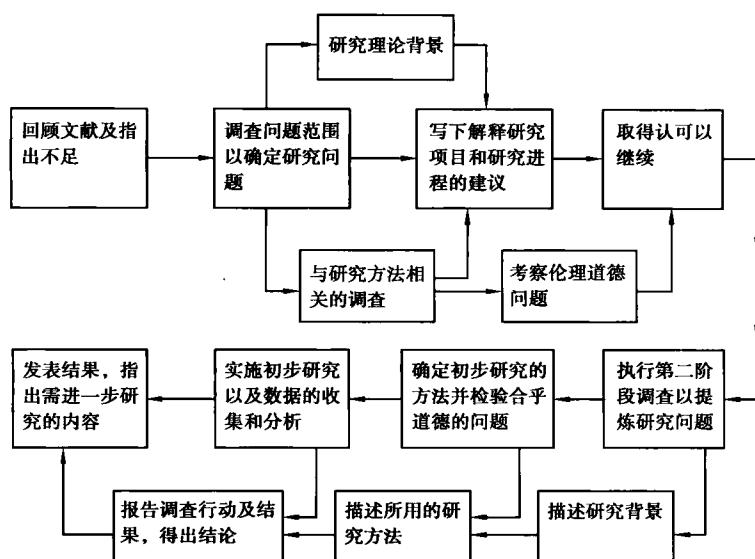 研究理论背景
回顾文献及指
出不足
调查问题范围
以确定研究问
题
写下解释研究
项目和研究进
程的建议
取得认可以
继续
与研究方法相
关的调查
考察伦理道德
问题
发表结果，指
出需进一步研
究的内容
实施初步研究
以及数据的收
集和分析
确定初步研究的
方法并检验合乎
道德的问题
执行第二阶
段调查以提
炼研究问题
报告调查行动及结
果，得出结论
描述所用的研
究方法
描述研究背景